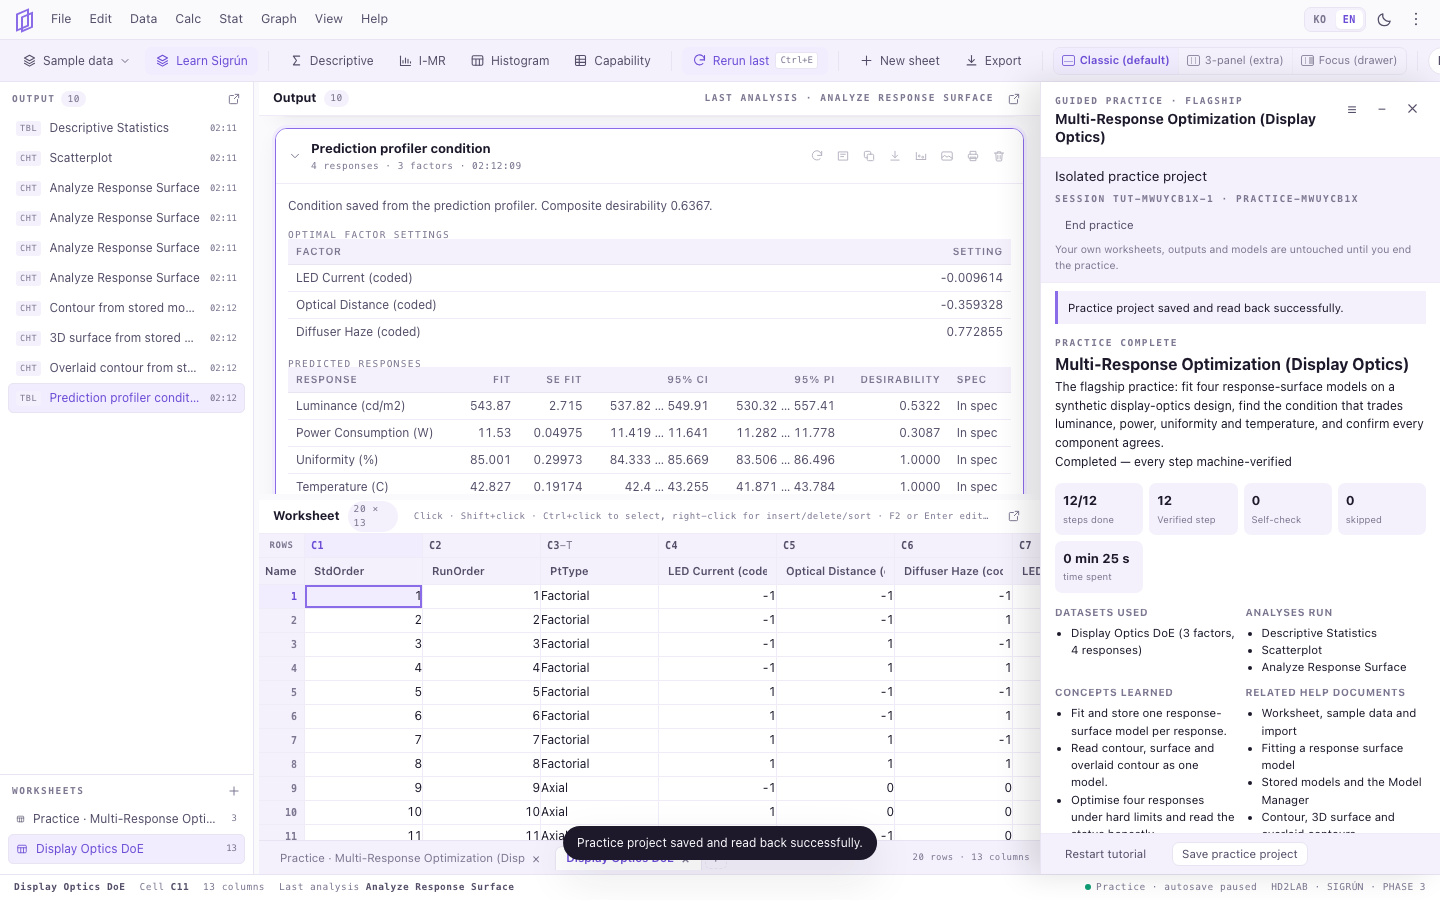 File Edit Data Calc Stat Graph View Help
KO EN
Sample data Learn Sigrún Descriptive I-MR Histogram Capability Rerun last Ctrl+E New sheet Export Classic (default) 3-panel (extra) Focus (drawer)
OUTPUT 10
TBL Descriptive Statistics 02:11
CHT Scatterplot 02:11
CHT Analyze Response Surface 02:11
CHT Analyze Response Surface 02:11
CHT Analyze Response Surface 02:11
CHT Analyze Response Surface 02:11
CHT Contour from stored mo... 02:12
CHT 3D surface from stored ... 02:12
CHT Overlaid contour from st... 02:12
TBL Prediction profiler condit... 02:12
WORKSHEETS
Practice · Multi-Response Opti... 3
Display Optics DoE 13
Output 10 LAST ANALYSIS · ANALYZE RESPONSE SURFACE
Prediction profiler condition
4 responses · 3 factors · 02:12:09
Condition saved from the prediction profiler. Composite desirability 0.6367.
OPTIMAL FACTOR SETTINGS
FACTOR SETTING
LED Current (coded) -0.009614
Optical Distance (coded) -0.359328
Diffuser Haze (coded) 0.772855
PREDICTED RESPONSES
RESPONSE FIT SE FIT 95% CI 95% PI DESIRABILITY SPEC
Luminance (cd/m2) 543.87 2.715 537.82 ... 549.91 530.32 ... 557.41 0.5322 In spec
Power Consumption (W) 11.53 0.04975 11.419 ... 11.641 11.282 ... 11.778 0.3087 In spec
Uniformity (%) 85.001 0.29973 84.333 ... 85.669 83.506 ... 86.496 1.0000 In spec
Temperature (C) 42.827 0.19174 42.4 ... 43.255 41.871 ... 43.784 1.0000 In spec
Worksheet 20 × 13 Click · Shift+click · Ctrl+click to select, right-click for insert/delete/sort · F2 or Enter edit...
ROWS C1 C2 C3-T C4 C5 C6 C7
Name StdOrder RunOrder PtType LED Current (code Optical Distance ( Diffuser Haze (coc LED
1 1 1 Factorial -1 -1 -1
2 2 2 Factorial -1 -1 1
3 3 3 Factorial -1 1 -1
4 4 4 Factorial -1 1 1
5 5 5 Factorial 1 -1 -1
6 6 6 Factorial 1 -1 1
7 7 7 Factorial 1 1 -1
8 8 8 Factorial 1 1 1
9 9 9 Axial -1 0 0
10 10 10 Axial 1 0 0
11 11 11 Axial -1 0
Practice project saved and read back successfully.
Practice · Multi-Response Optimization (Disp × 20 rows · 13 columns
GUIDED PRACTICE · FLAGSHIP
Multi-Response Optimization (Display
Optics)
Isolated practice project
SESSION TUT-MWUYCB1X-1 · PRACTICE-MWUYCB1X
End practice
Your own worksheets, outputs and models are untouched until you end
the practice.
Practice project saved and read back successfully.
PRACTICE COMPLETE
Multi-Response Optimization (Display Optics)
The flagship practice: fit four response-surface models on a
synthetic display-optics design, find the condition that trades
luminance, power, uniformity and temperature, and confirm every
component agrees.
Completed — every step machine-verified
12/12 steps done
12 Verified step
0 Self-check
0 skipped
0 min 25 s
time spent
DATASETS USED
Display Optics DoE (3 factors,
4 responses)
ANALYSES RUN
Descriptive Statistics
Scatterplot
Analyze Response Surface
CONCEPTS LEARNED
Fit and store one response-
surface model per response.
Read contour, surface and
overlaid contour as one
model.
Optimise four responses
under hard limits and read the
status honestly.
RELATED HELP DOCUMENTS
Worksheet, sample data and
import
Fitting a response surface
model
Stored models and the Model
Manager
Contour, 3D surface and
overlaid contours
Restart tutorial Save practice project
Display Optics DoE Cell C11 13 columns Last analysis Analyze Response Surface Practice · autosave paused HD2LAB · SIGRÚN · PHASE 3